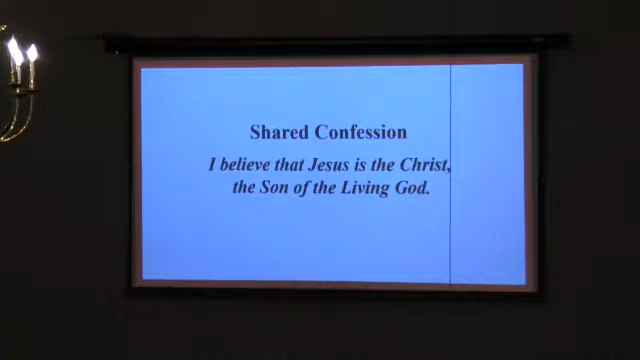 Shared Confession
I believe that Jesus is the Christ,
the Son of the Living God.